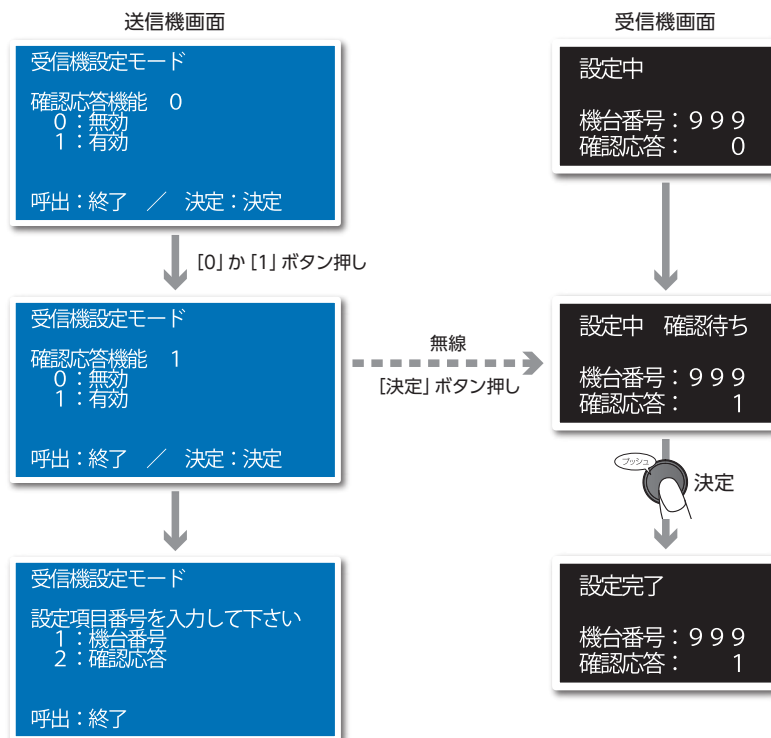 送信機画面
受信機設定モード
確認応答機能　0
0：無効
1：有効
呼出：終了　／　決定：決定
[0] か [1] ボタン押し
受信機設定モード
確認応答機能　1
0：無効
1：有効
呼出：終了　／　決定：決定
無線
[決定] ボタン押し
受信機設定モード
設定項目番号を入力して下さい
1：機台番号
2：確認応答
呼出：終了
受信機画面
設定中
機台番号：９９９
確認応答：　　0
設定中　確認待ち
機台番号：９９９
確認応答：　　1
プッシュ
決定
設定完了
機台番号：９９９
確認応答：　　1